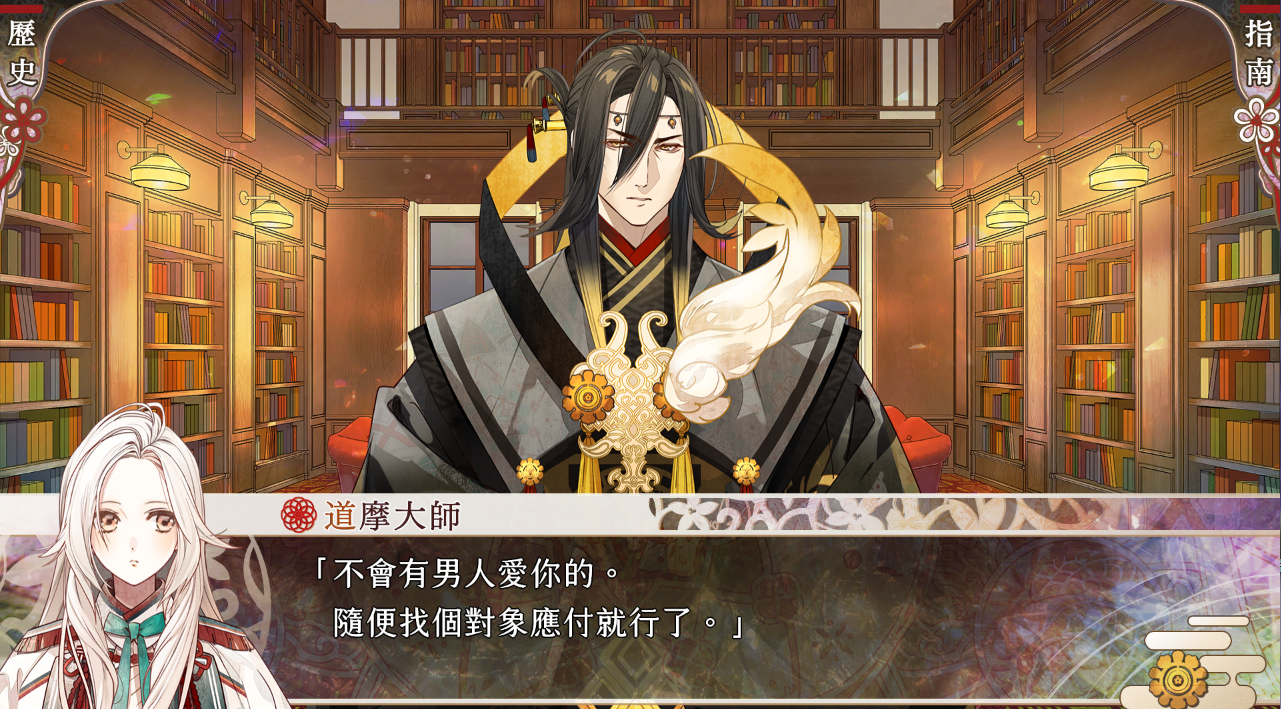 歷史
指南
道摩大師
「不會有男人愛你的。
隨便找個對象應付就行了。」